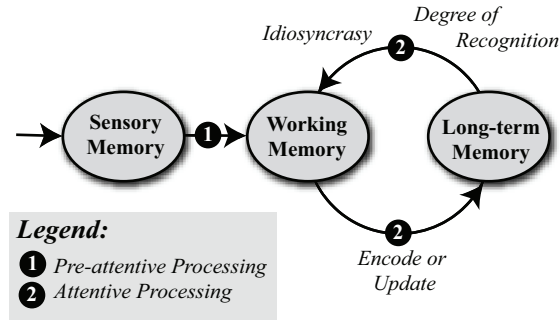 Degree of
Recognition
Idiosyncrasy
2
Sensory
Memory
1
Working
Memory
Long-term
Memory
2
Encode or
Update
Legend:
1 Pre-attentive Processing
2 Attentive Processing